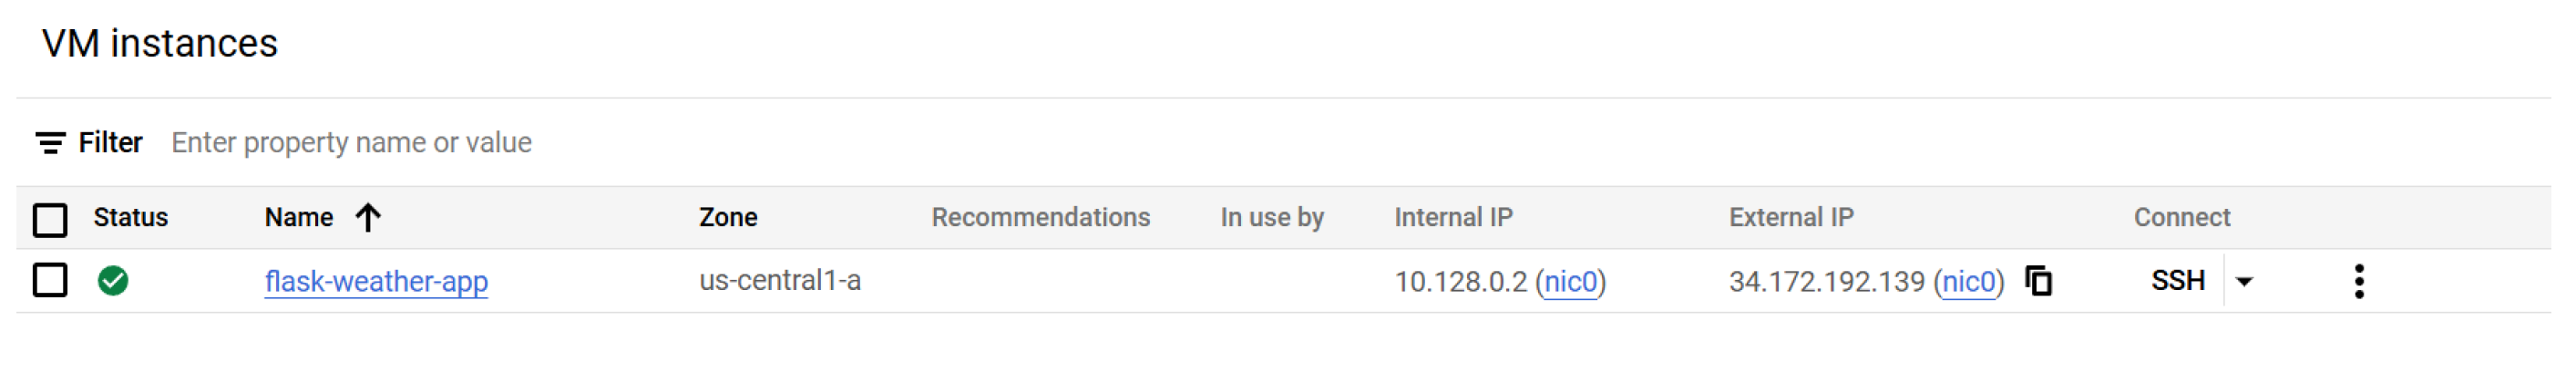 VM instances
Filter Enter property name or value
Status Name Zone Recommendations In use by Internal IP External IP Connect
flask-weather-app us-central1-a 10.128.0.2 (nic0) 34.172.192.139 (nic0) SSH